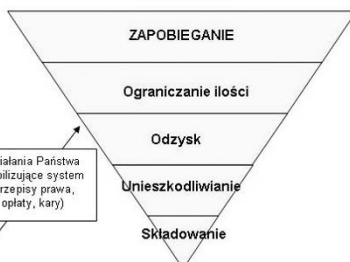 ZAPOBIEGANIE
Ograniczanie ilości
Odzysk
Państwa
system
prawa,
opłaty, kary)
Unieszkodliwianie
Składowanie